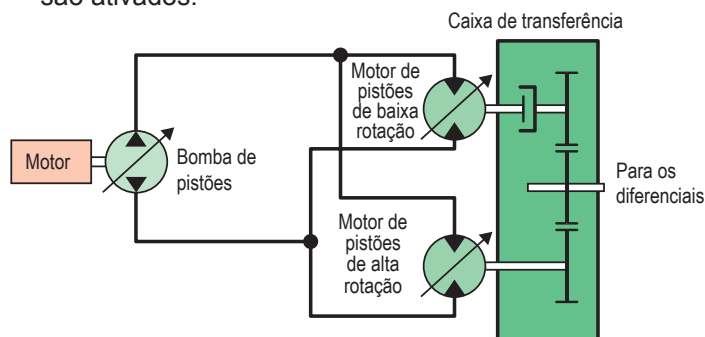 são ativados.
Caixa de transferência
Motor de
pistões
de baixa
rotação
Motor
Bomba de
pistões
Para os
diferenciais
Motor de
pistões
de alta
rotação